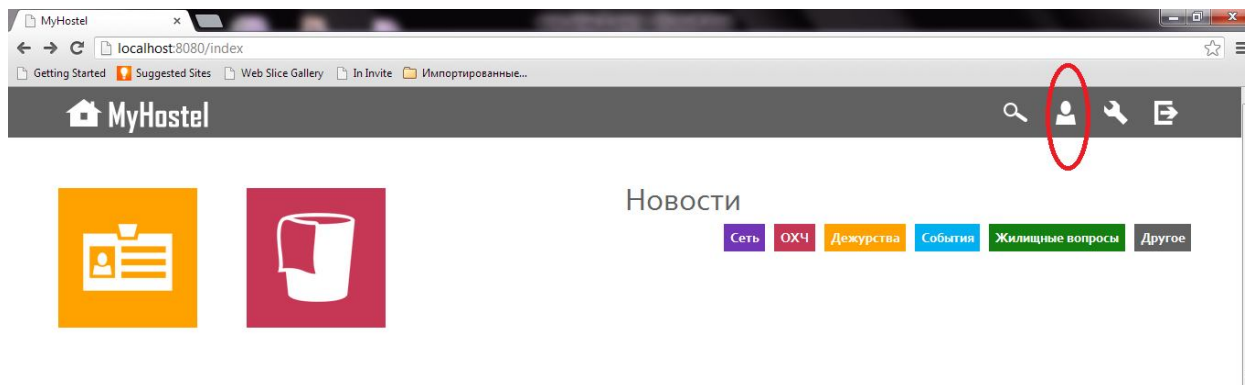 MyHostel
localhost:8080/index
Getting Started Suggested Sites Web Slice Gallery In Invite Импортированные...
MyHostel
Новости
Сеть ОХЧ Дежурства События Жилищные вопросы Другое